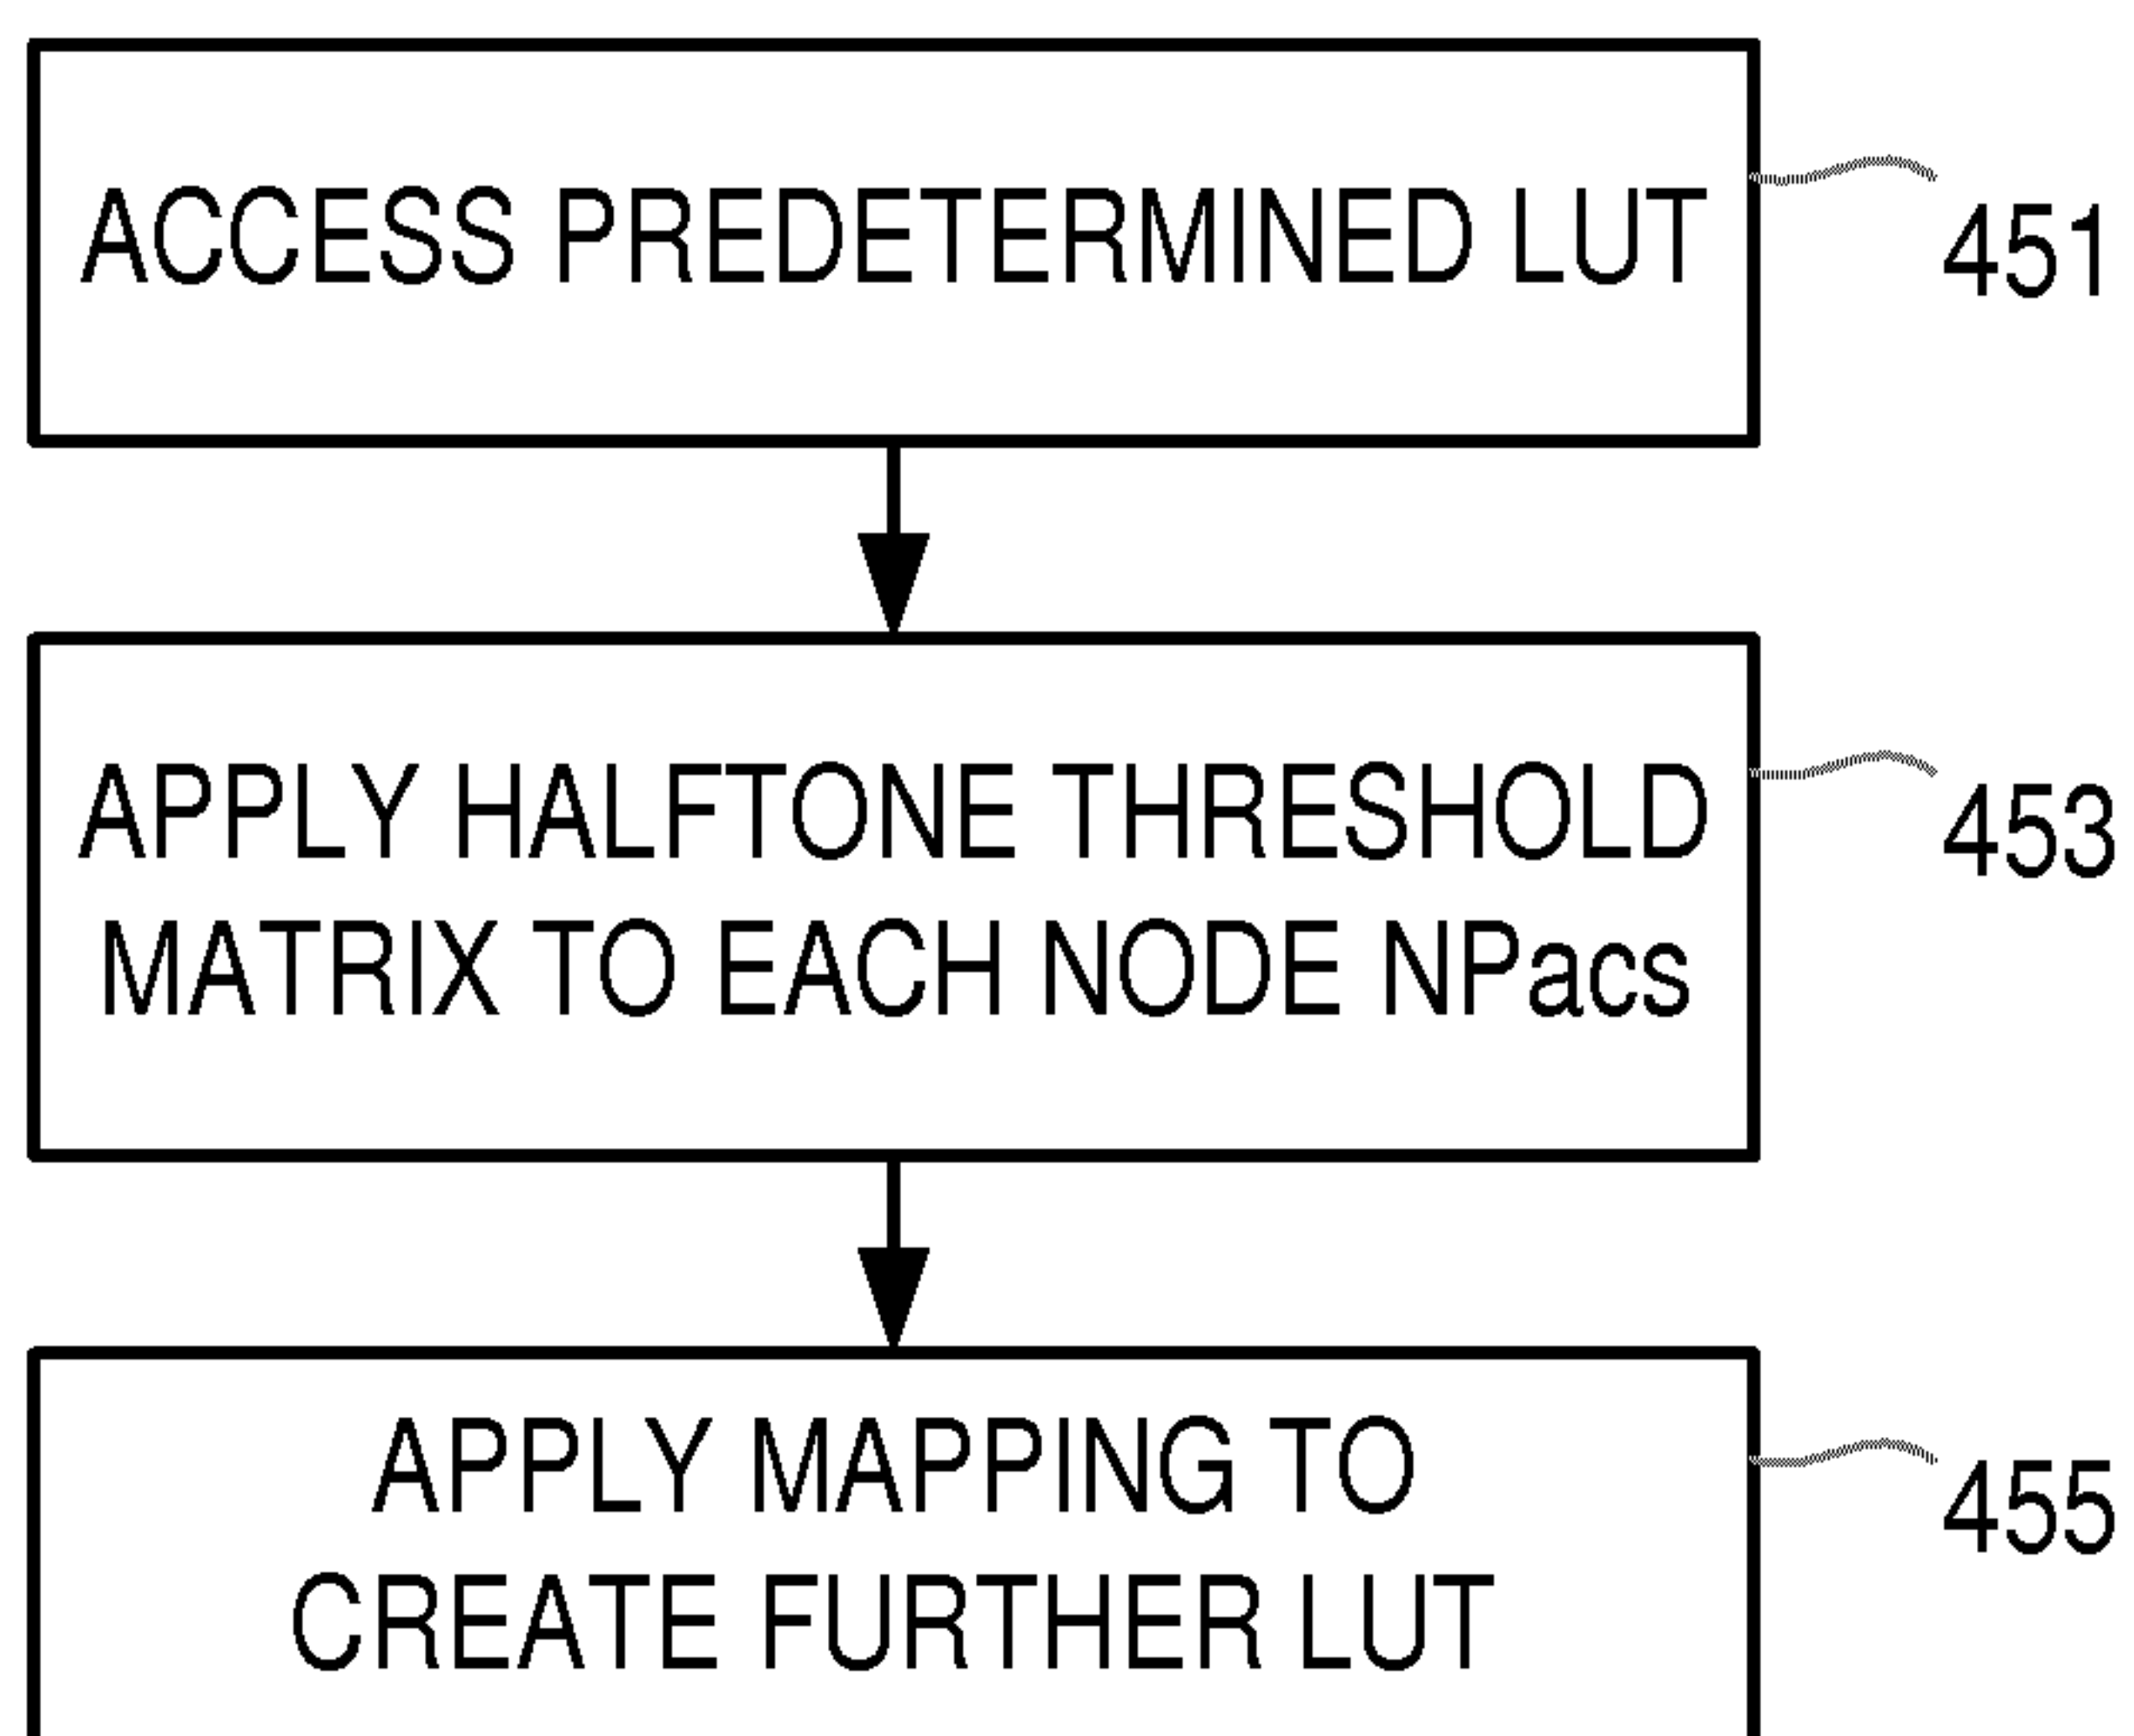 ACCESS PREDETERMINED LUT
451
APPLY HALFTONE THRESHOLD
MATRIX TO EACH NODE NPacs
453
APPLY MAPPING TO
CREATE FURTHER LUT
455